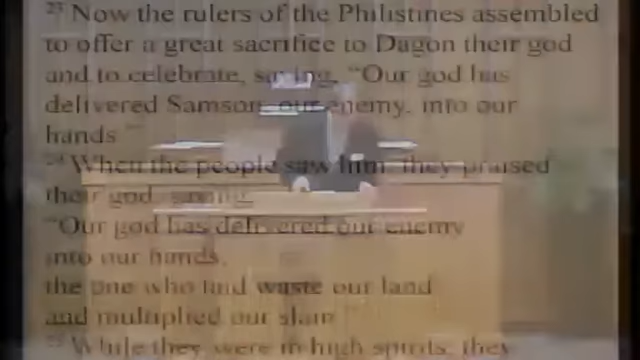 23 Now the rulers of the Philistines assembled
to offer a great sacrifice to Dagon their god
and to celebrate, saying, "Our god has
delivered Samson, our enemy, into our
hands."
24 When the people saw him, they praised
their god, saying,
"Our god has delivered our enemy
into our hands,
the one who laid waste our land
and multiplied our slain."
25 While they were in high spirits, they